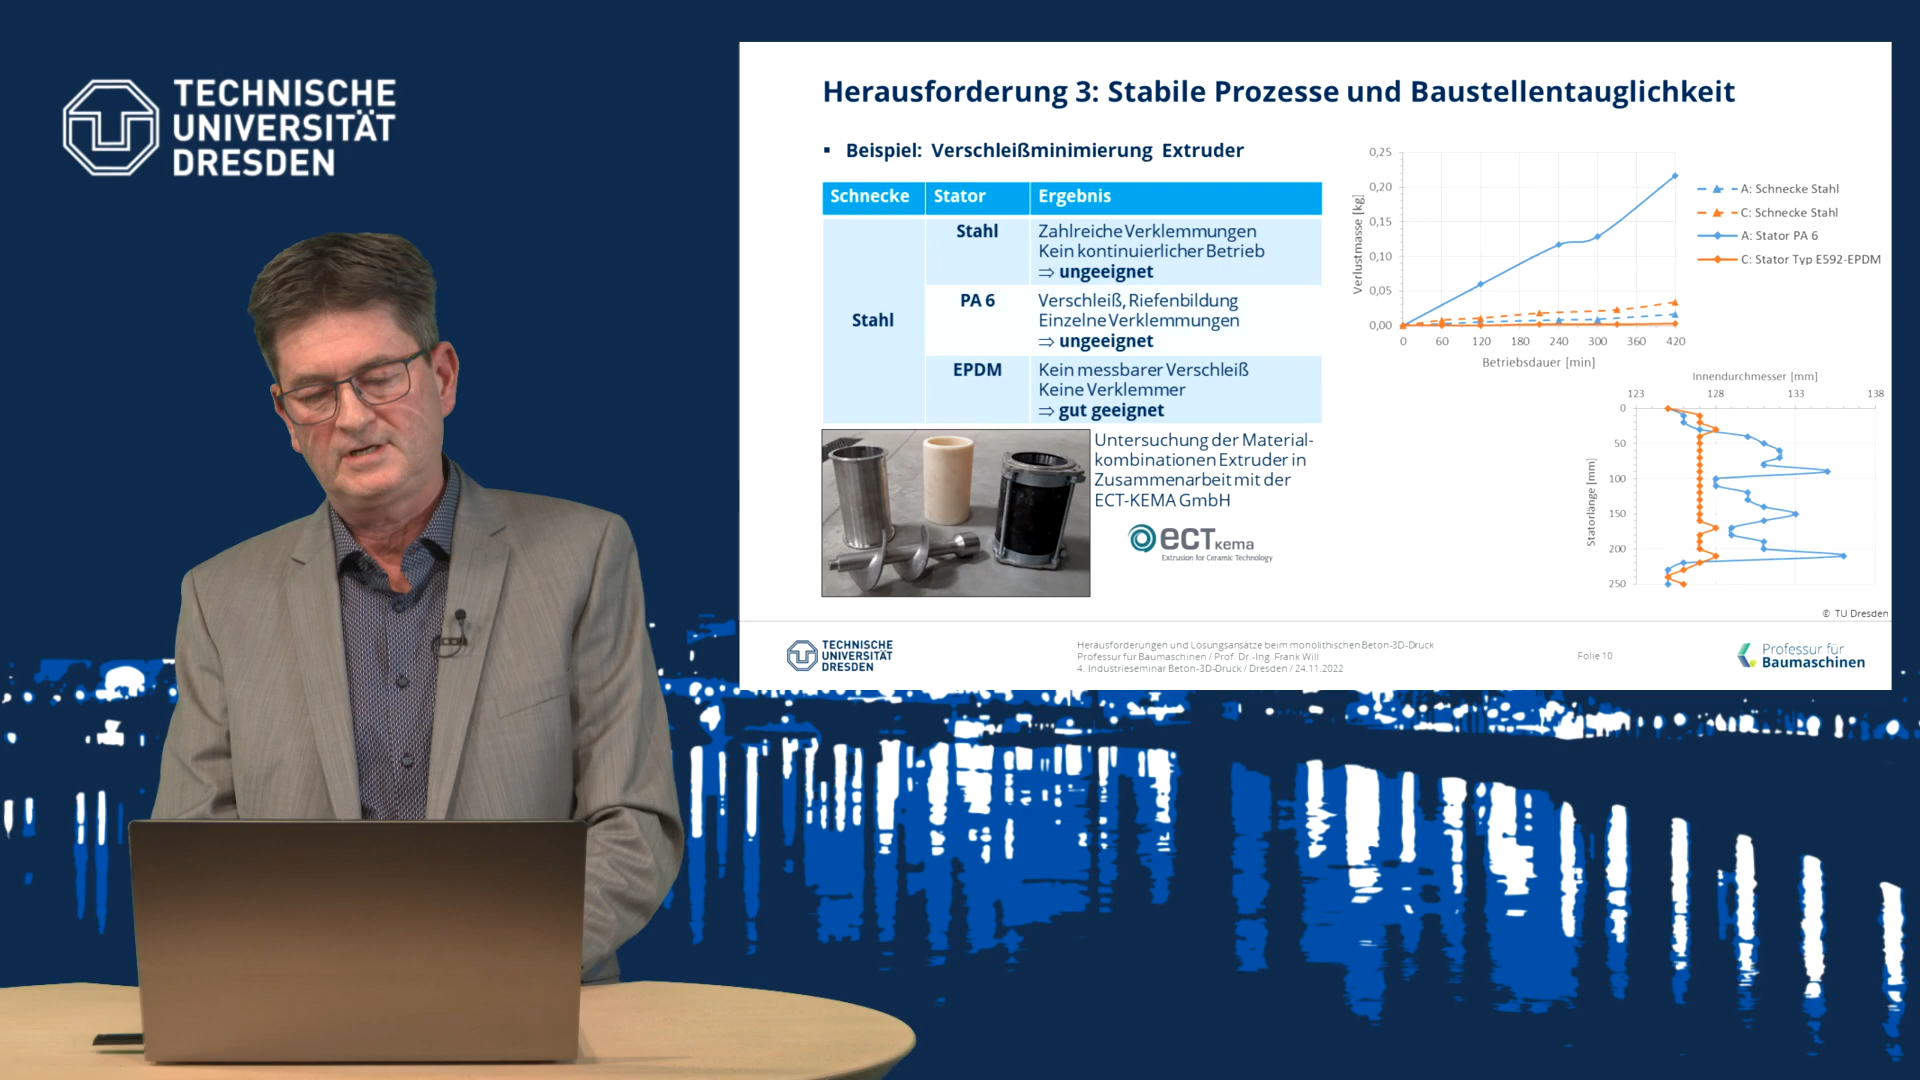 TECHNISCHE
UNIVERSITÄT
DRESDEN
Herausforderung 3: Stabile Prozesse und Baustellentauglichkeit
▪ Beispiel: Verschleißminimierung Extruder
Schnecke Stator Ergebnis
Stahl
Stahl
Zahlreiche Verklemmungen
Kein kontinuierlicher Betrieb
⇒ ungeeignet
PA 6
Verschleiß, Riefenbildung
Einzelne Verklemmungen
⇒ ungeeignet
EPDM
Kein messbarer Verschleiß
Keine Verklemmer
⇒ gut geeignet
Untersuchung der Material-
kombinationen Extruder in
Zusammenarbeit mit der
ECT-KEMA GmbH
ECT kema
Extrusion for Ceramic Technology
Verlustmasse [kg]
0,25
0,20
0,15
0,10
0,05
0,00
0 60 120 180 240 300 360 420
Betriebsdauer [min]
A: Schnecke Stahl
C: Schnecke Stahl
A: Stator PA 6
C: Stator Typ E592-EPDM
Innendurchmesser [mm]
123 128 133 138
Statorlänge [mm]
0
50
100
150
200
250
© TU Dresden
TECHNISCHE
UNIVERSITÄT
DRESDEN
Herausforderungen und Lösungsansätze beim monolithischen Beton-3D-Druck
Professur für Baumaschinen / Prof. Dr.-Ing. Frank Will
4. Industrieseminar Beton-3D-Druck / Dresden / 24.11.2022
Folie 10
Professur für
Baumaschinen